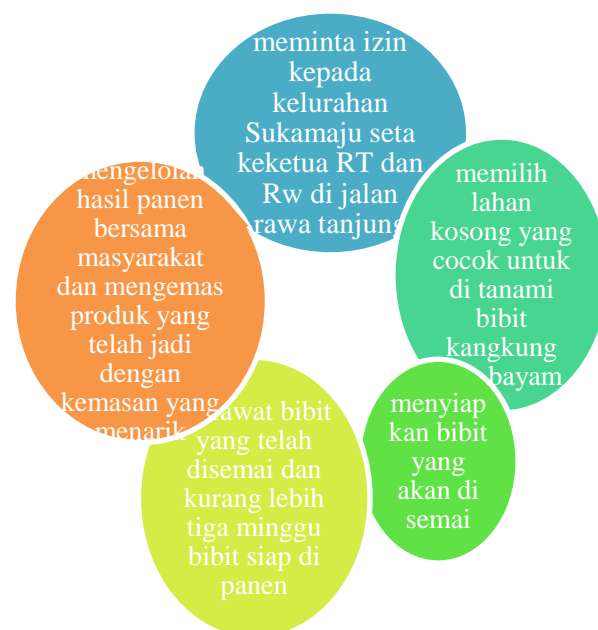 meminta izin
kepada
kelurahan
Sukamaju seta
keketua RT dan
Rw di jalan
rawa tanjung
memilih
lahan
kosong yang
cocok untuk
di tanami
bibit
kangkung
bayam
menyiap
kan bibit
yang
akan di
semai
rawat bibit
yang telah
disemai dan
kurang lebih
tiga minggu
bibit siap di
panen
mengelolah
hasil panen
bersama
masyarakat
dan mengemas
produk yang
telah jadi
dengan
kemasan yang
menarik